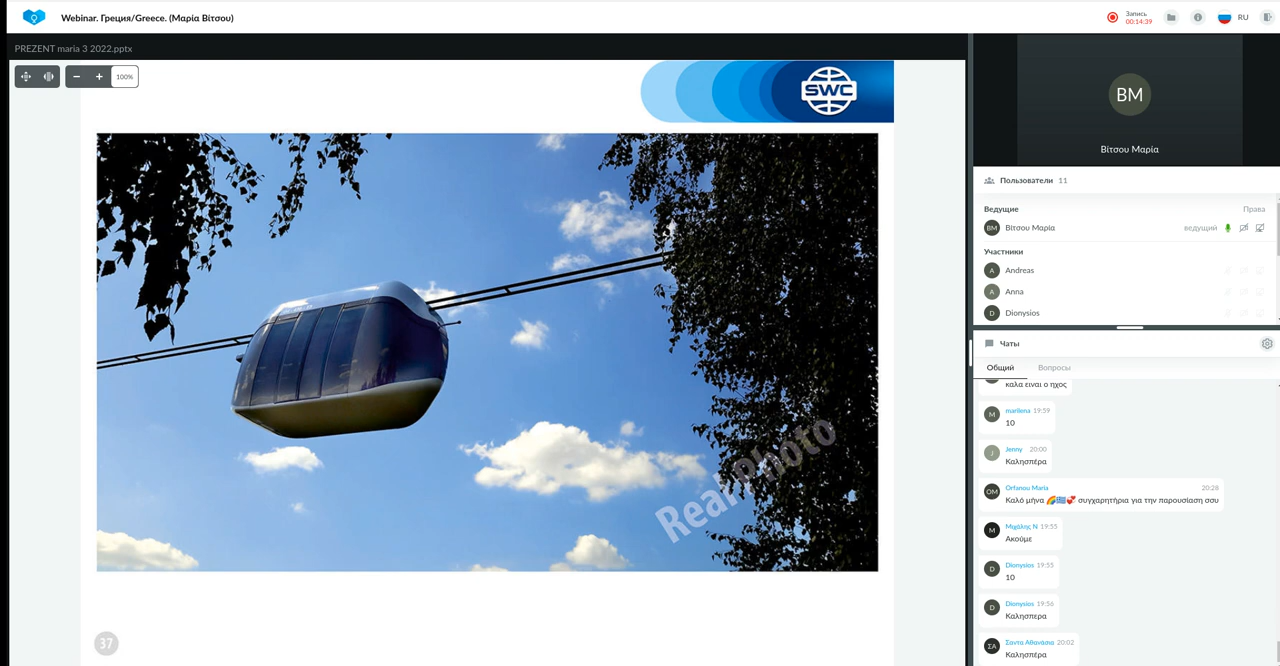 Webinar. Греция/Greece. (Μαρία Βίτσου)
Запись
00:14:39
RU
PREZENT maria 3 2022.pptx
100%
SWC
Real Photo
37
BM
Βίτσου Μαρία
Пользователи 11
Ведущие Права
BM Βίτσου Μαρία ведущий
Участники
A Andreas
A Anna
D Dionysios
Чаты
Общий Вопросы
καλα ειναι ο ηχος
M marilena 19:59
10
J Jenny 20:00
Καλησπέρα
OM Orfanou Maria 20:28
Καλό μήνα 🌈🇬🇷💞 συγχαρητήρια για την παρουσίαση σου
M Μιχάλης Ν 19:55
Ακούμε
D Dionysios 19:55
10
D Dionysios 19:56
Καλησπερα
ΣΑ Σαντα Αθανάσια 20:02
Καλησπέρα